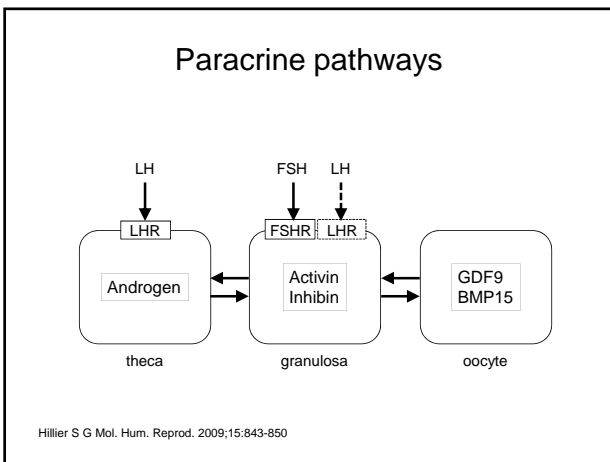 Paracrine pathways
LH FSH LH
LHR FSHR LHR
Androgen
Activin
Inhibin
GDF9
BMP15
theca granulosa oocyte
Hillier S G Mol. Hum. Reprod. 2009;15:843-850